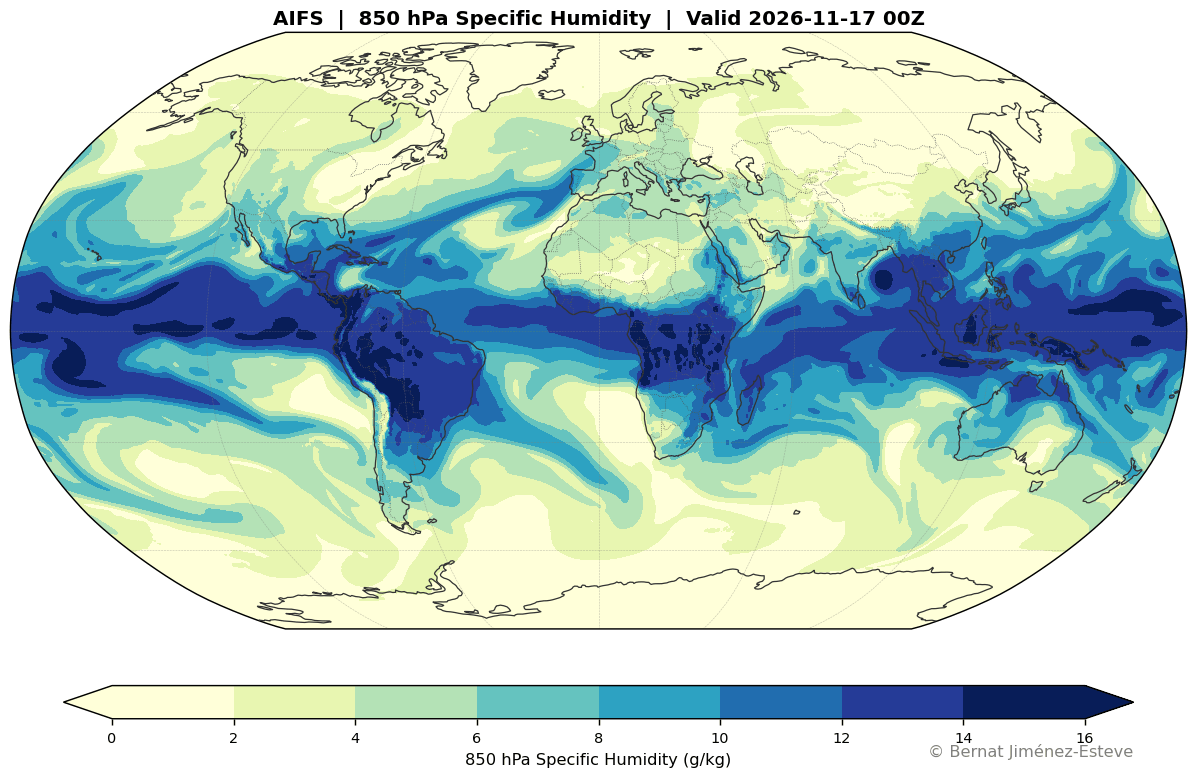 AIFS  |  850 hPa Specific Humidity  |  Valid 2026-11-17 00Z
0 2 4 6 8 10 12 14 16
850 hPa Specific Humidity (g/kg)
© Bernat Jiménez-Esteve